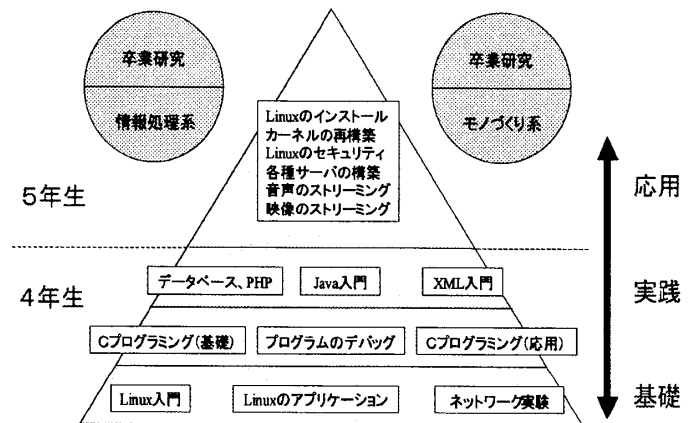 卒業研究
情報処理系
卒業研究
モノづくり系
Linuxのインストール
カーネルの再構築
Linuxのセキュリティ
各種サーバの構築
音声のストリーミング
映像のストリーミング
5年生
応用
4年生
データベース、PHP
Java入門
XML入門
実践
Cプログラミング(基礎)
プログラムのデバッグ
Cプログラミング(応用)
Linux入門
Linuxのアプリケーション
ネットワーク実験
基礎